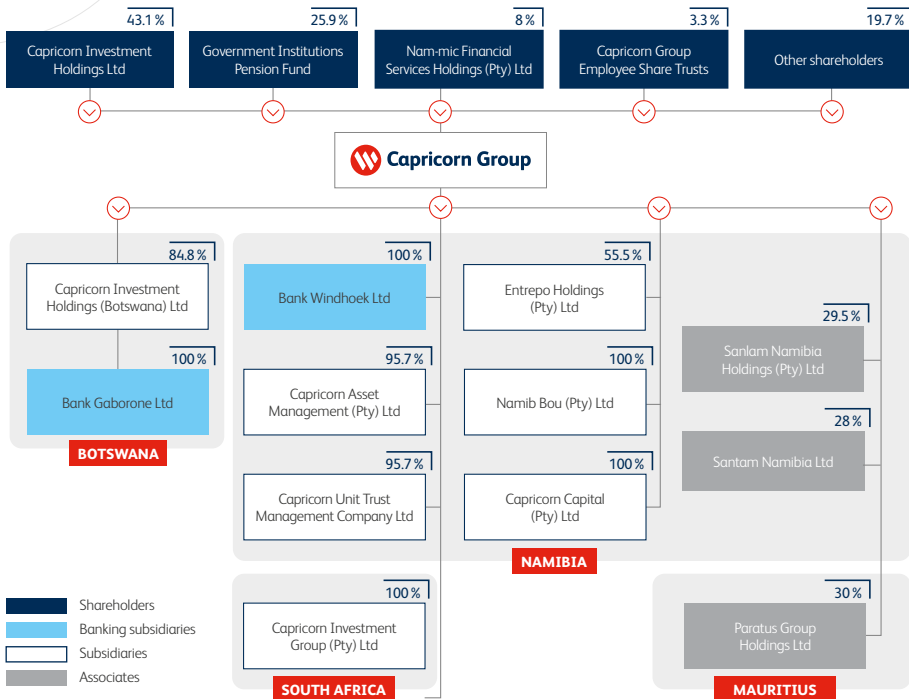 43.1 %
25.9 %
8 %
3.3 %
19.7 %
Capricorn Investment
Holdings Ltd
Government Institutions
Pension Fund
Nam-mic Financial
Services Holdings (Pty) Ltd
Capricorn Group
Employee Share Trusts
Other shareholders
Capricorn Group
84.8 %
Capricorn Investment
Holdings (Botswana) Ltd
100 %
Bank Gaborone Ltd
BOTSWANA
100 %
Bank Windhoek Ltd
95.7 %
Capricorn Asset
Management (Pty) Ltd
95.7 %
Capricorn Unit Trust
Management Company Ltd
55.5 %
Entrepo Holdings
(Pty) Ltd
100 %
Namib Bou (Pty) Ltd
100 %
Capricorn Capital
(Pty) Ltd
29.5 %
Sanlam Namibia
Holdings (Pty) Ltd
28 %
Santam Namibia Ltd
NAMIBIA
100 %
Capricorn Investment
Group (Pty) Ltd
SOUTH AFRICA
30 %
Paratus Group
Holdings Ltd
MAURITIUS
Shareholders
Banking subsidiaries
Subsidiaries
Associates